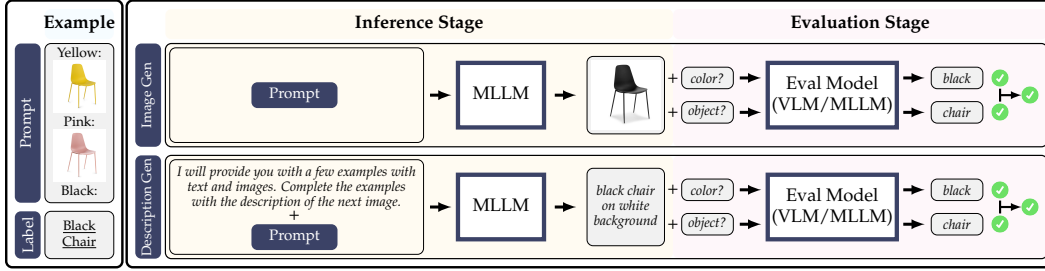 Example
Prompt
Yellow:
Pink:
Black:
Label
Black
Chair
Inference Stage
Evaluation Stage
Image Gen
Prompt
MLLM
+ color?
+ object?
Eval Model
(VLM/MLLM)
black
chair
Description Gen
I will provide you with a few examples with
text and images. Complete the examples
with the description of the next image.
+
Prompt
MLLM
black chair
on white
background
+ color?
+ object?
Eval Model
(VLM/MLLM)
black
chair